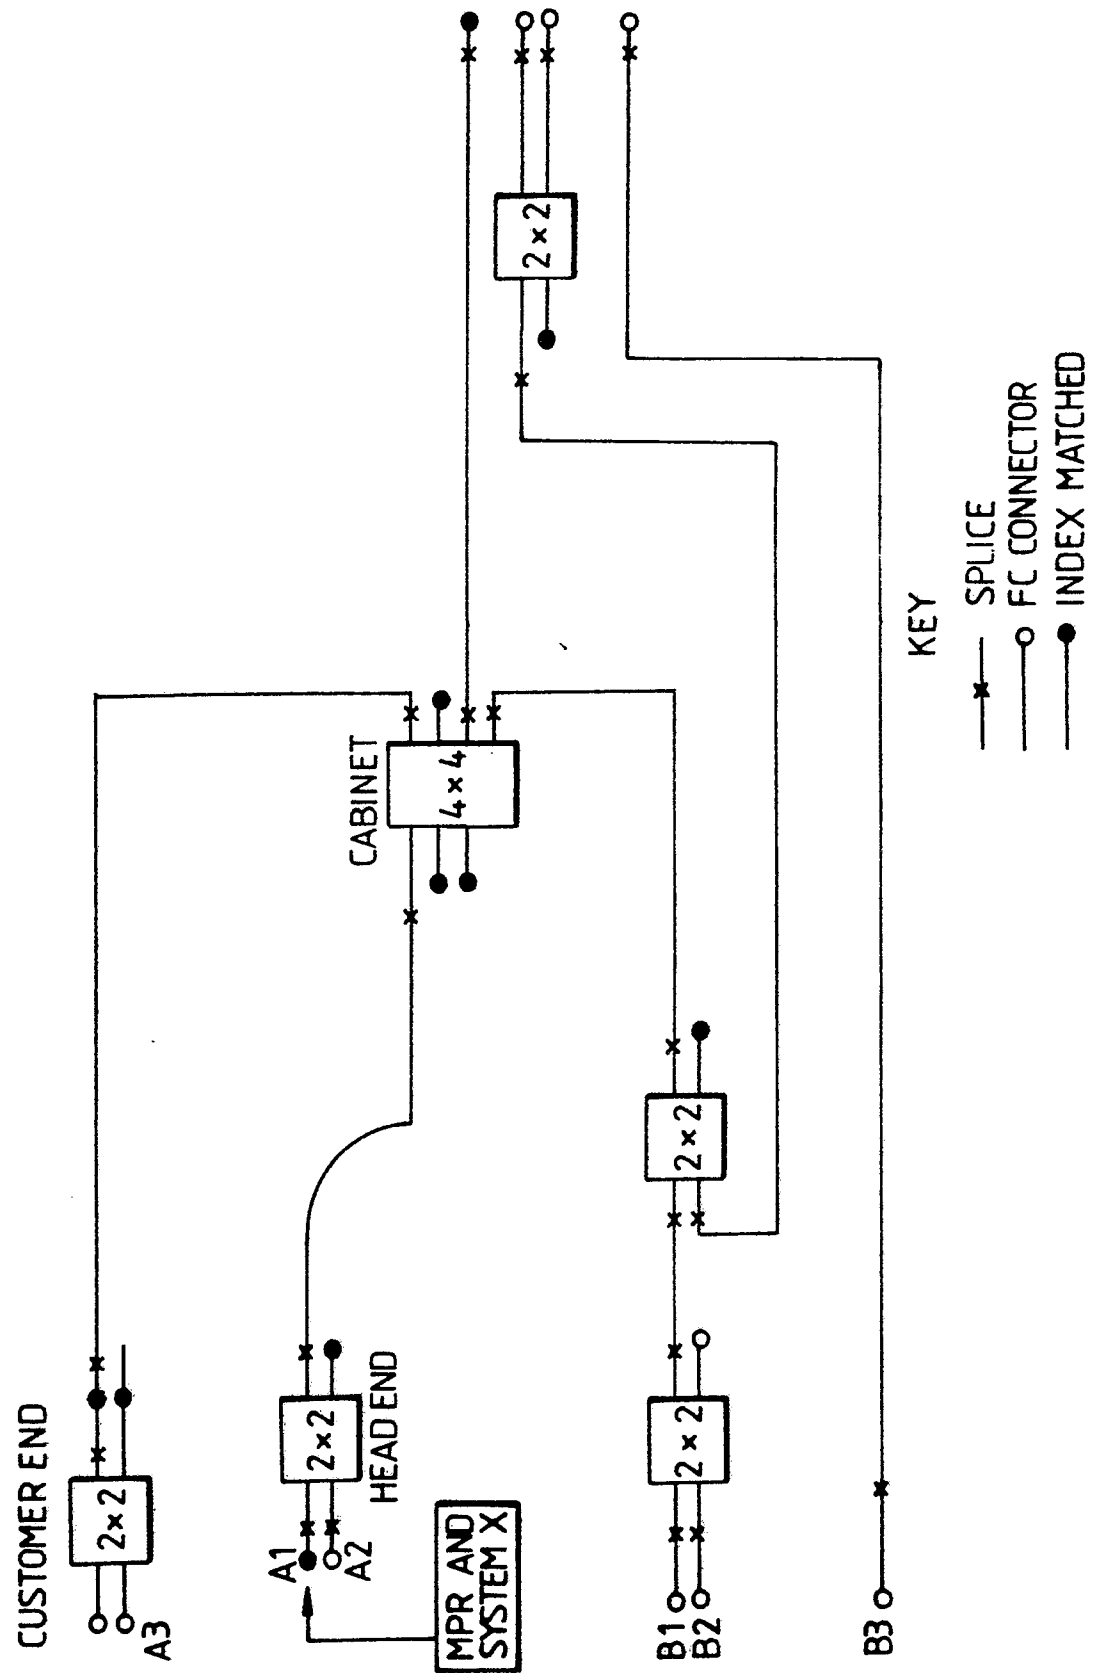 CUSTOMER END
2×2
A3
A1
A2
2×2
HEAD END
MPR AND
SYSTEM X
CABINET
4×4
2×2
B1
B2
2×2
2×2
B3
KEY
SPLICE
FC CONNECTOR
INDEX MATCHED